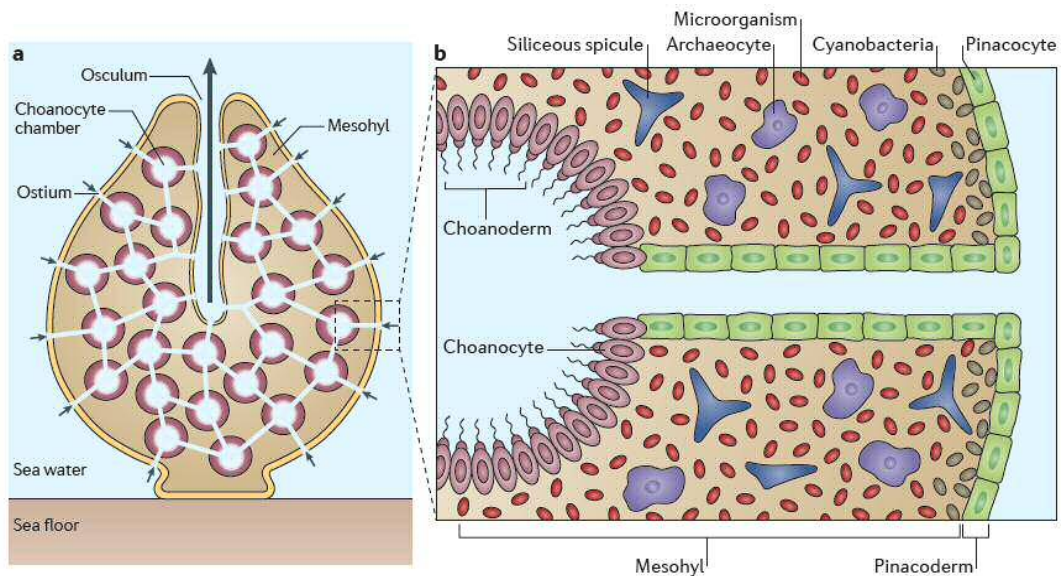 a
Osculum
Choanocyte
chamber
Mesohyl
Ostium
Sea water
Sea floor
b
Microorganism
Siliceous spicule
Archaeocyte
Cyanobacteria
Pinacocyte
Choanoderm
Choanocyte
Mesohyl
Pinacoderm